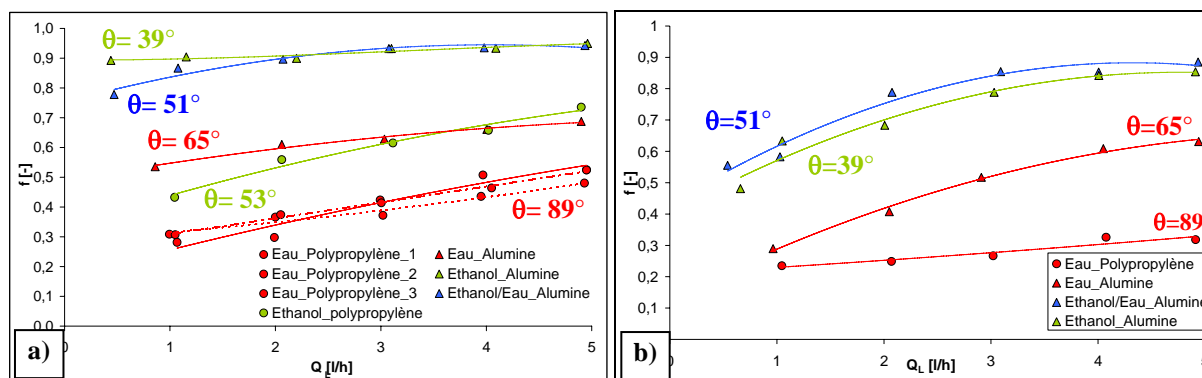 1,0
0,9
0,8
0,7
0,6
0,5
0,4
0,3
0,2
0,1
0,0
f [-]
θ= 39°
θ= 51°
θ= 65°
θ= 53°
θ= 89°
Eau_Polypropylène_1
Eau_Polypropylène_2
Eau_Polypropylène_3
Ethanol_polypropylène
Eau_Alumine
Ethanol_Alumine
Ethanol/Eau_Alumine
0 1 2 3 4 5
Q_L [l/h]
a)
1
0,9
0,8
0,7
0,6
0,5
0,4
0,3
0,2
0,1
f [-]
θ=51°
θ=39°
θ=65°
θ=89
Eau_Polypropylène
Eau_Alumine
Ethanol/Eau_Alumine
Ethanol_Alumine
0 1 2 3 4
Q_L [l/h]
b)